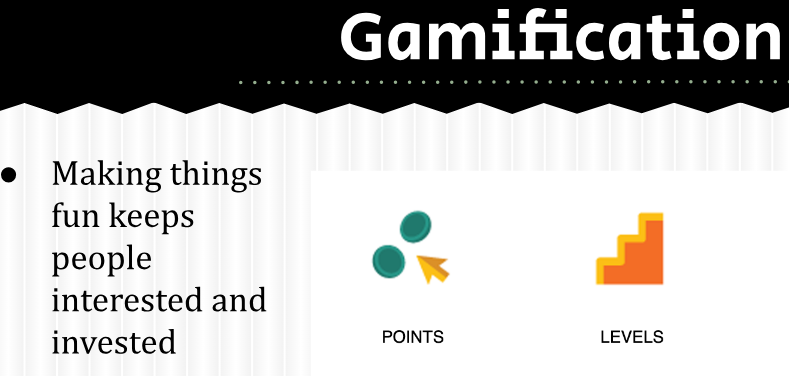 Gamification
● Making things
fun keeps
people
interested and
invested
POINTS
LEVELS